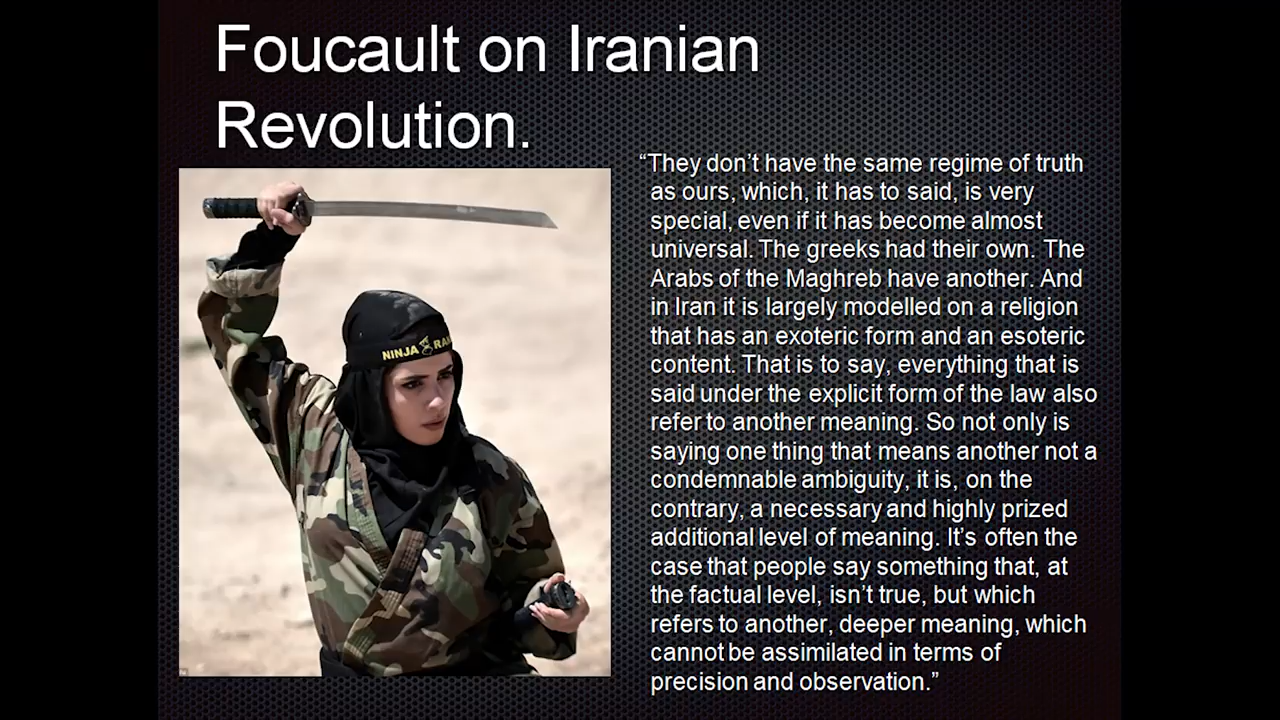 Foucault on Iranian
Revolution.
NINJA RAN
“They don’t have the same regime of truth
as ours, which, it has to said, is very
special, even if it has become almost
universal. The greeks had their own. The
Arabs of the Maghreb have another. And
in Iran it is largely modelled on a religion
that has an exoteric form and an esoteric
content. That is to say, everything that is
said under the explicit form of the law also
refer to another meaning. So not only is
saying one thing that means another not a
condemnable ambiguity, it is, on the
contrary, a necessary and highly prized
additional level of meaning. It’s often the
case that people say something that, at
the factual level, isn’t true, but which
refers to another, deeper meaning, which
cannot be assimilated in terms of
precision and observation.”